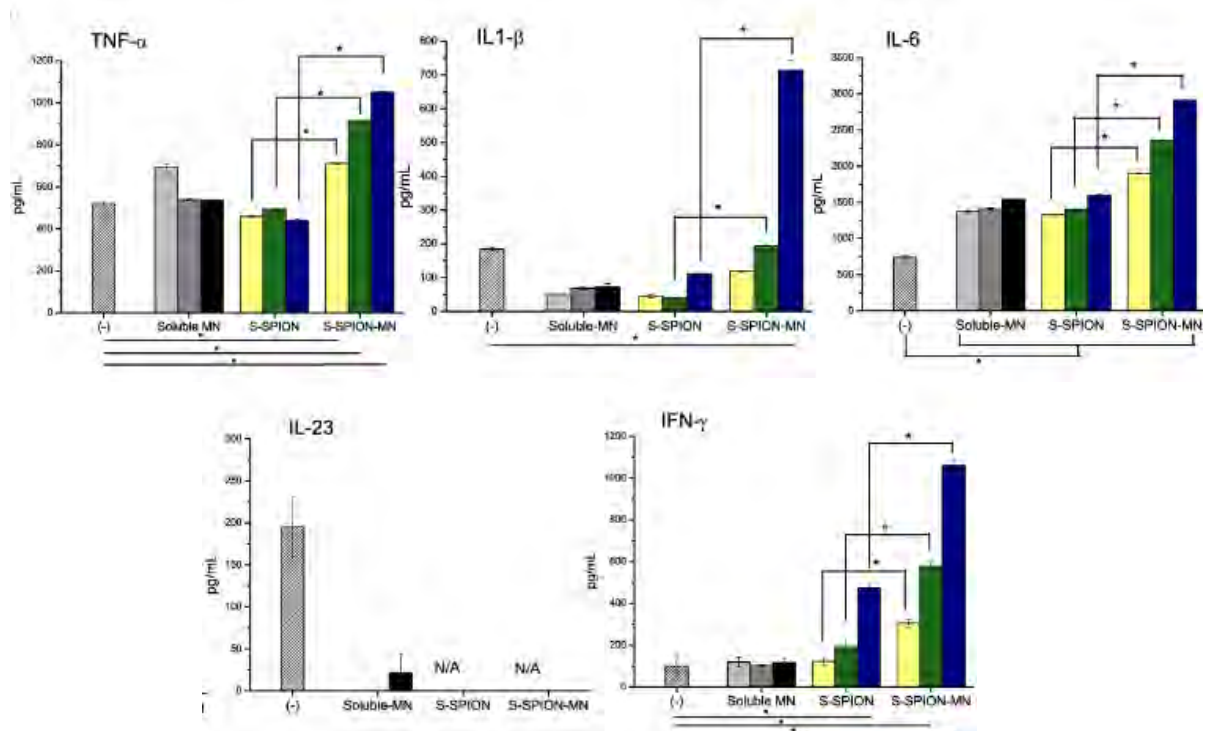 TNF-α
1200
1000
800
600
400
200
0
pg/mL
(-)
Soluble MN
S-SPION
S-SPION-MN
*
*
*
*
*
*
IL1-β
800
700
600
500
400
300
200
100
0
pg/mL
(-)
Soluble-MN
S-SPION
S-SPION-MN
*
*
*
IL-6
3500
3000
2500
2000
1500
1000
500
0
pg/mL
(-)
Soluble-MN
S-SPION
S-SPION-MN
*
*
*
*
IL-23
300
250
200
150
100
50
0
pg/mL
N/A
N/A
(-)
Soluble-MN
S-SPION
S-SPION-MN
IFN-γ
1200
1000
800
600
400
200
0
pg/mL
(-)
Soluble-MN
S-SPION
S-SPION-MN
*
*
*
*
*
*